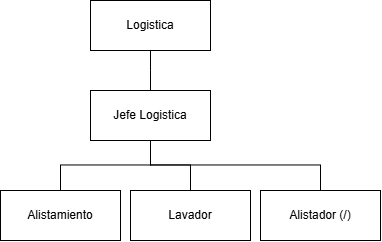 Logistica
Jefe Logistica
Alistamiento
Lavador
Alistador (/)